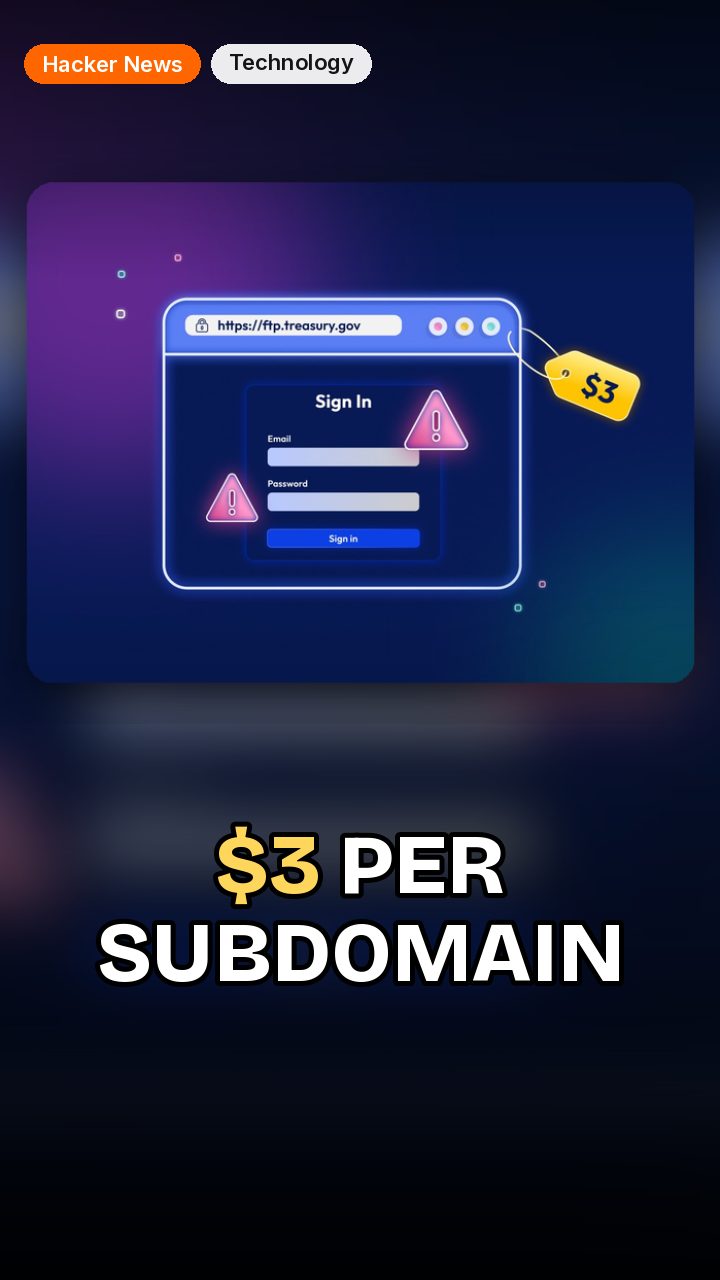 Hacker News
Technology
https://ftp.treasury.gov
$3
Sign In
Email
Password
Sign in
$3 PER
SUBDOMAIN